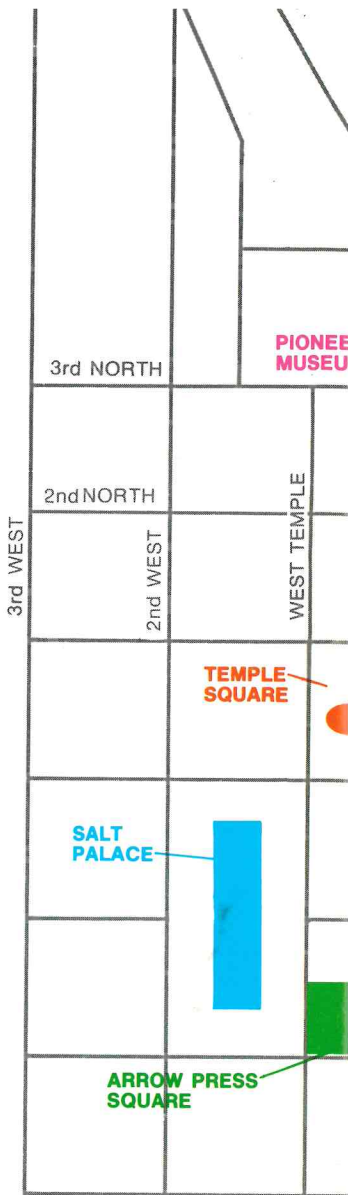 PIONEE
MUSEU
3rd NORTH
2nd NORTH
3rd WEST
2nd WEST
WEST TEMPLE
TEMPLE
SQUARE
SALT
PALACE
ARROW PRESS
SQUARE